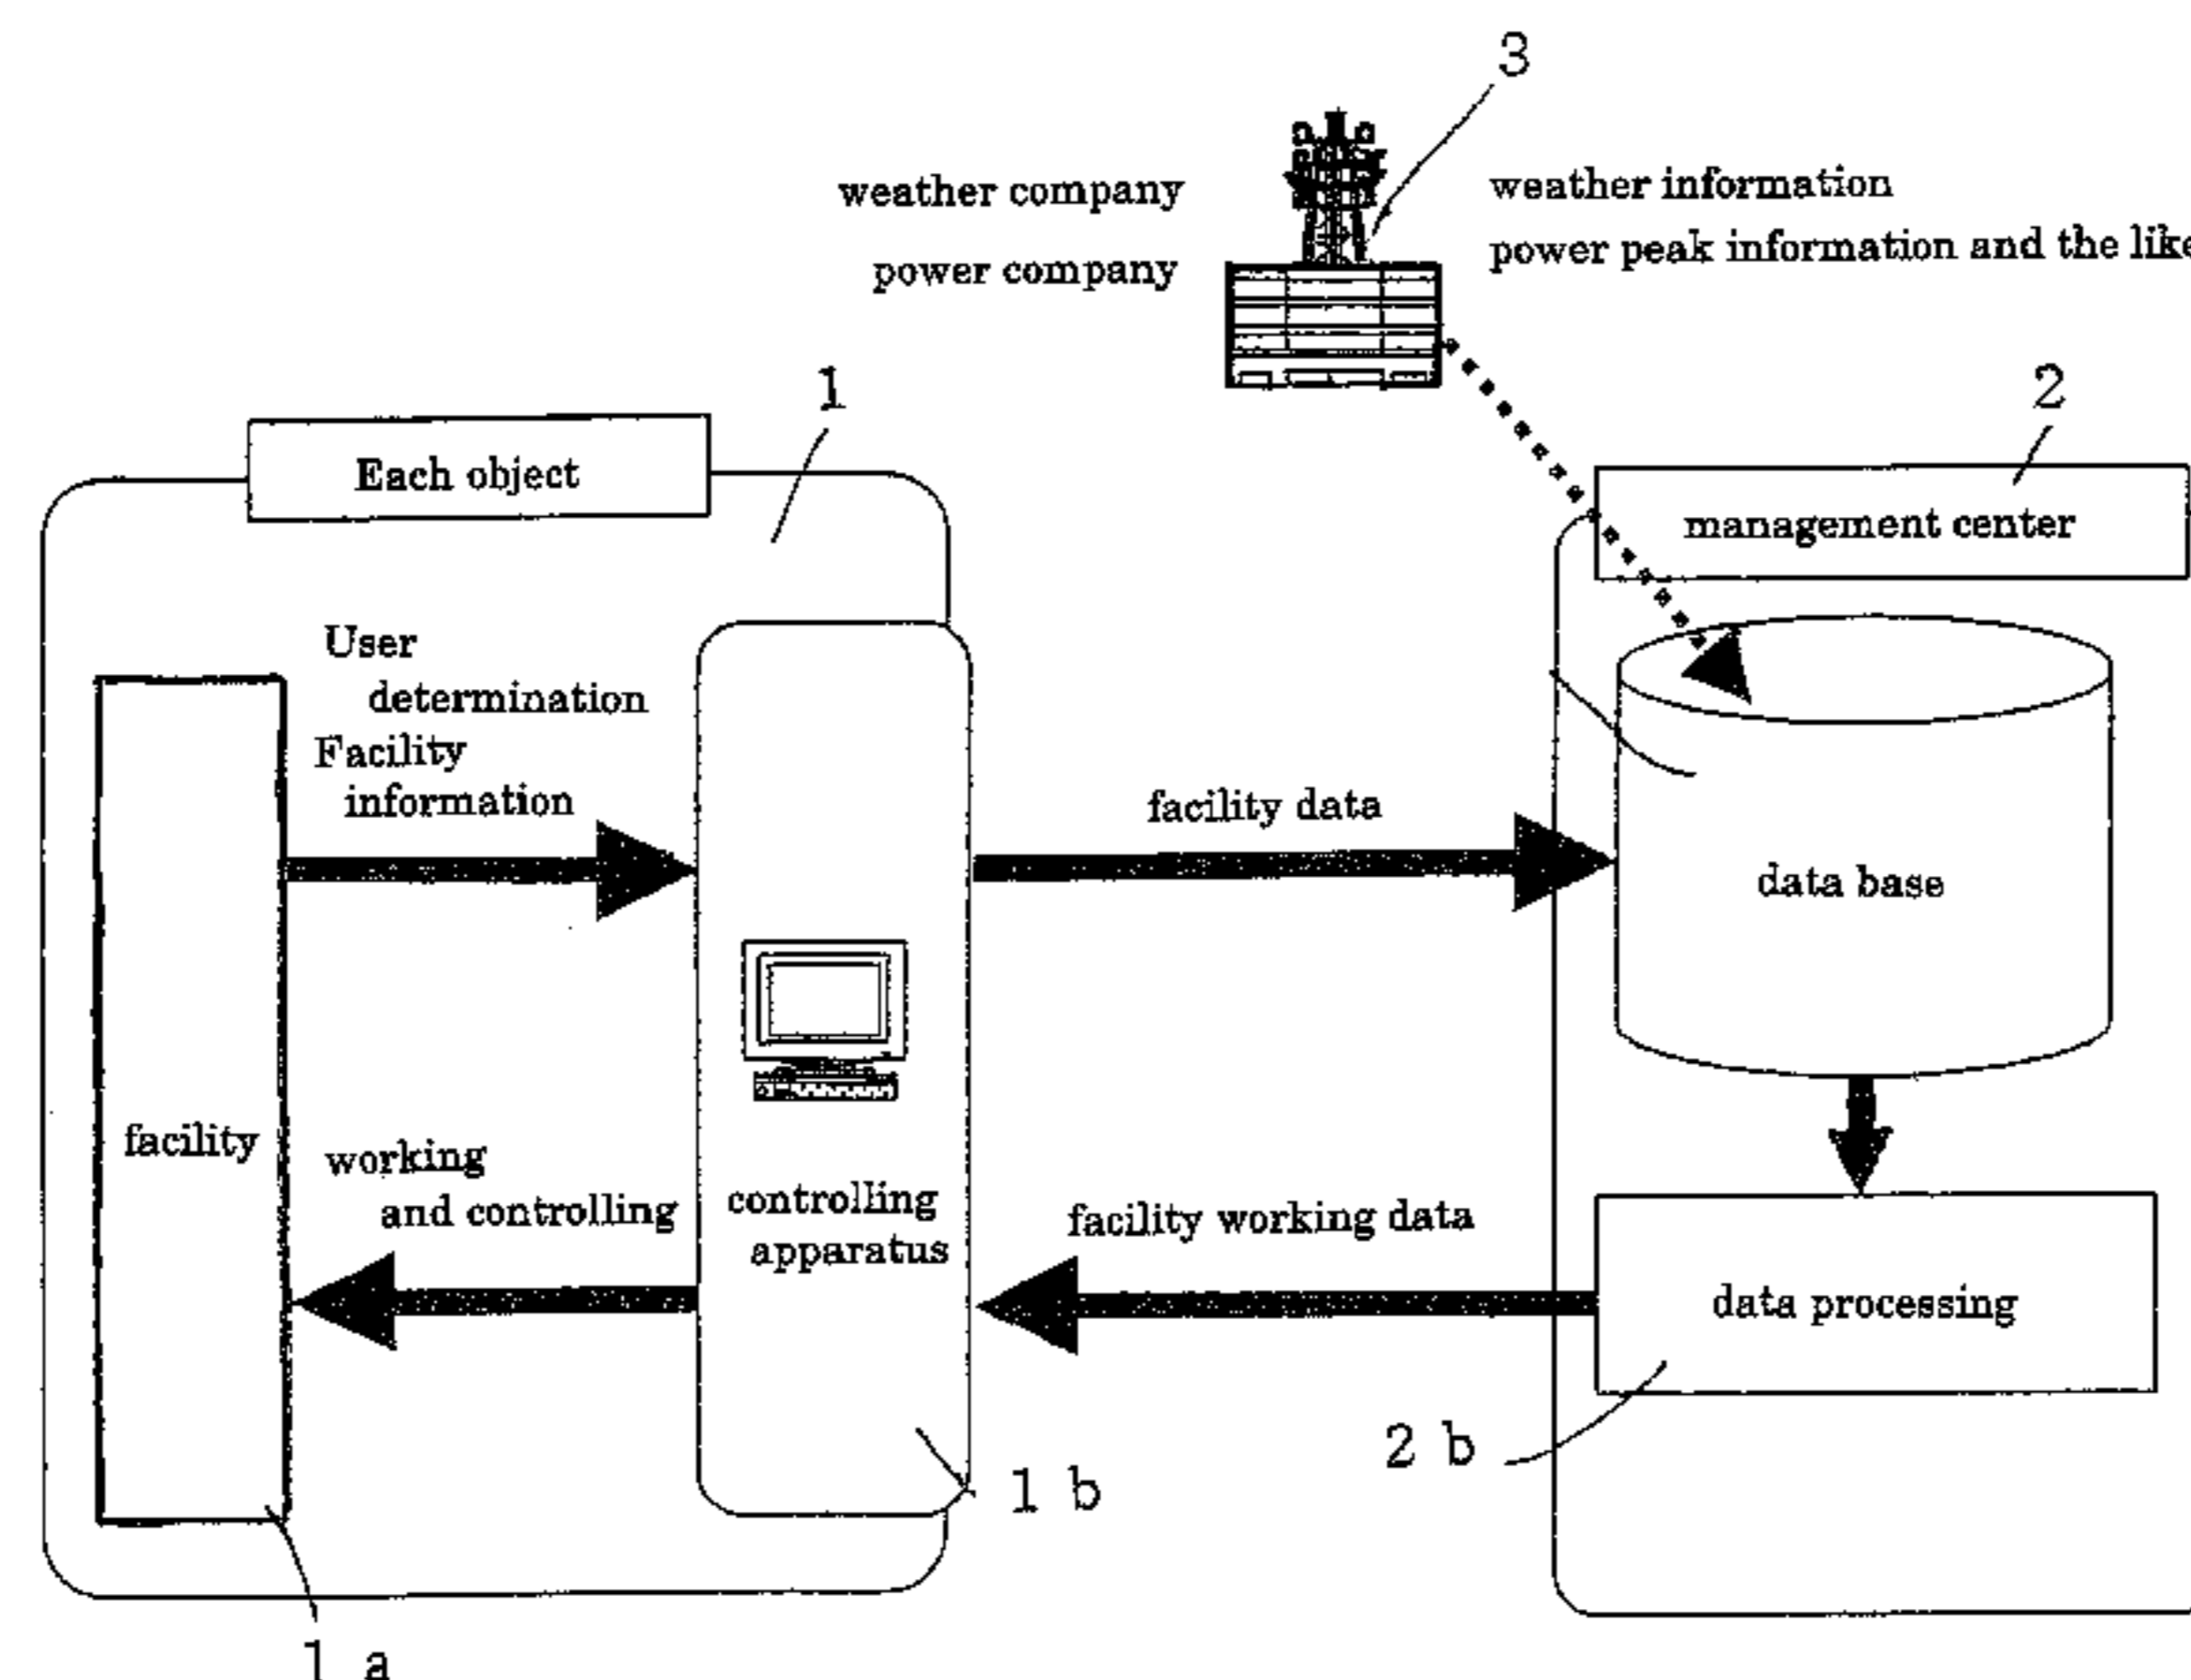 3
weather company
power company
weather information
power peak information and the like
1
2
Each object
management center
User
determination
Facility
information
facility data
data base
facility
working
and controlling
controlling
apparatus
facility working data
data processing
2 b
1 b
1 a